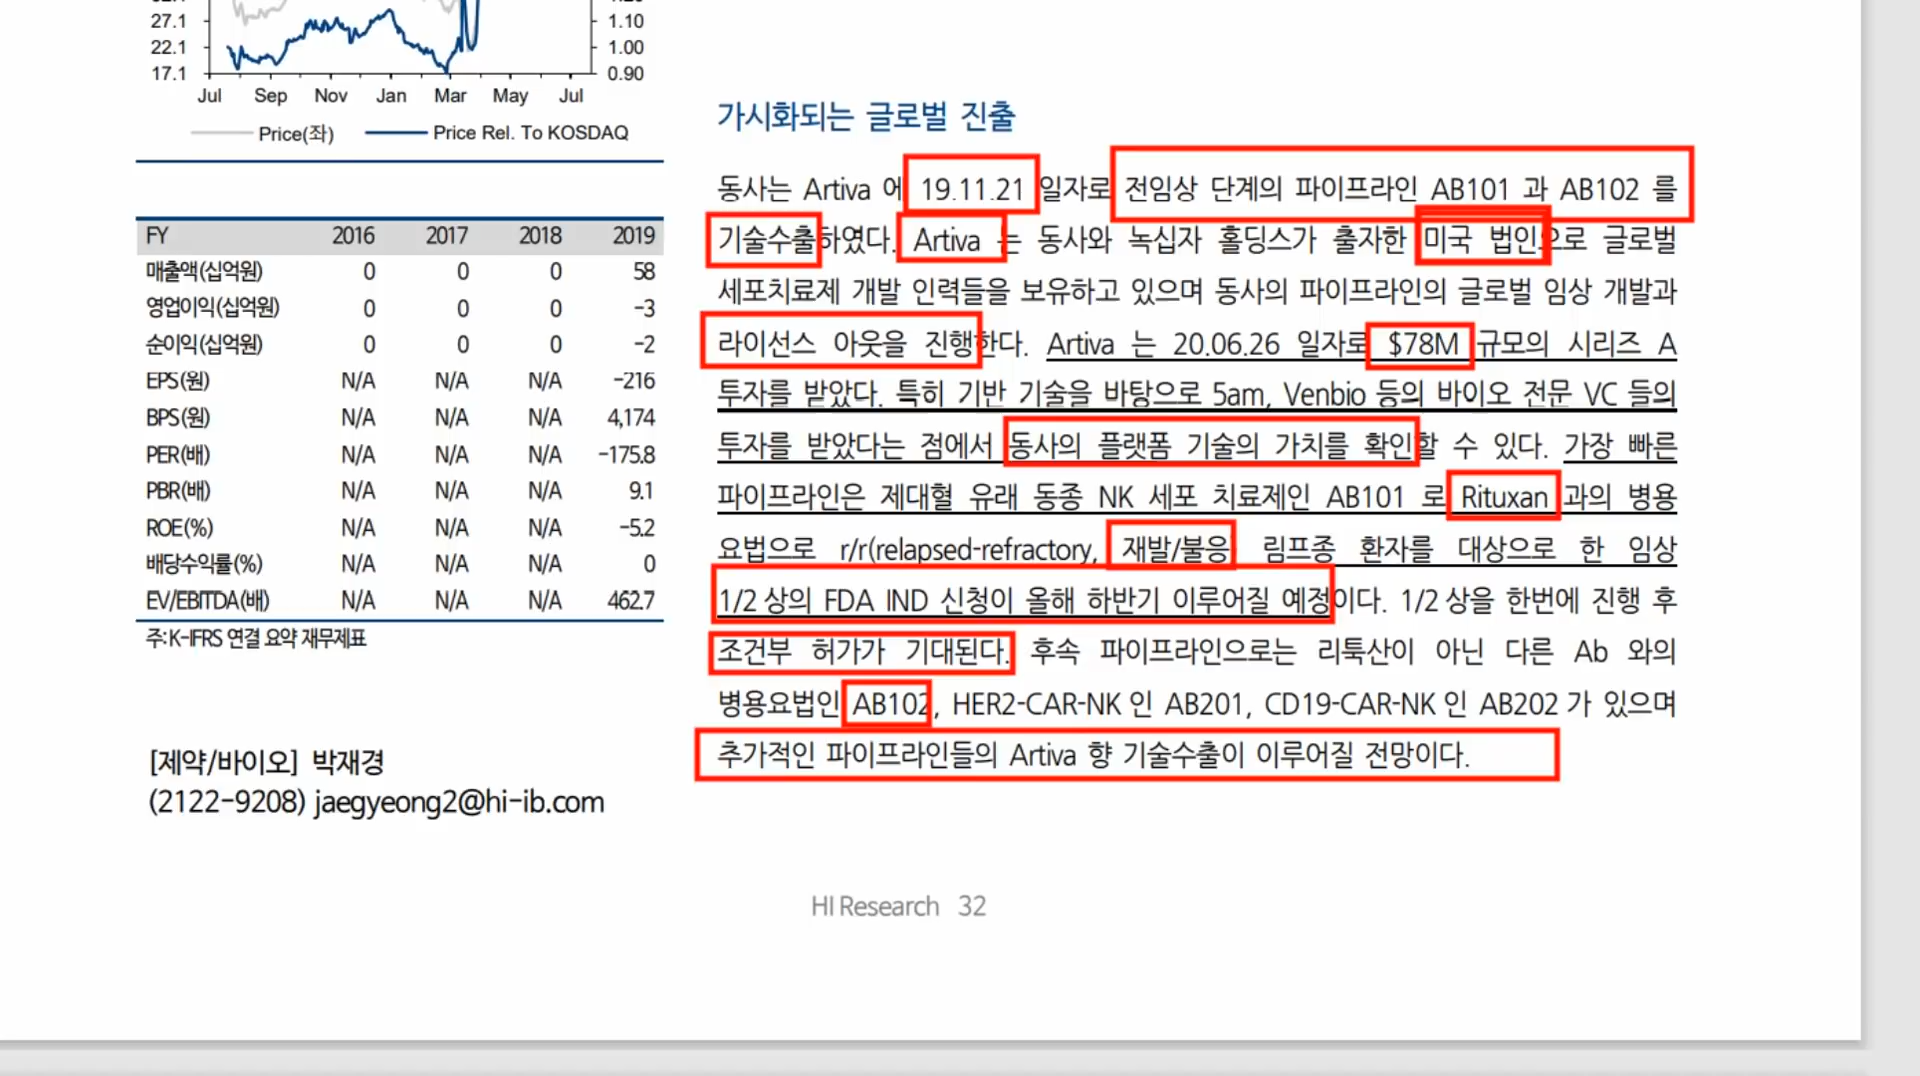 27.1
1.10
22.1
1.00
17.1
0.90
Jul Sep Nov Jan Mar May Jul
Price(좌) Price Rel. To KOSDAQ
FY 2016 2017 2018 2019
매출액(십억원) 0 0 0 58
영업이익(십억원) 0 0 0 -3
순이익(십억원) 0 0 0 -2
EPS(원) N/A N/A N/A -216
BPS(원) N/A N/A N/A 4,174
PER(배) N/A N/A N/A -175.8
PBR(배) N/A N/A N/A 9.1
ROE(%) N/A N/A N/A -5.2
배당수익률(%) N/A N/A N/A 0
EV/EBITDA(배) N/A N/A N/A 462.7
주:K-IFRS 연결 요약 재무제표
[제약/바이오] 박재경
(2122-9208) jaegyeong2@hi-ib.com
가시화되는 글로벌 진출
동사는 Artiva 에 19.11.21 일자로 전임상 단계의 파이프라인 AB101 과 AB102 를
기술수출하였다. Artiva 는 동사와 녹십자 홀딩스가 출자한 미국 법인으로 글로벌
세포치료제 개발 인력들을 보유하고 있으며 동사의 파이프라인의 글로벌 임상 개발과
라이선스 아웃을 진행한다. Artiva 는 20.06.26 일자로 $78M 규모의 시리즈 A
투자를 받았다. 특히 기반 기술을 바탕으로 5am, Venbio 등의 바이오 전문 VC 들의
투자를 받았다는 점에서 동사의 플랫폼 기술의 가치를 확인할 수 있다. 가장 빠른
파이프라인은 제대혈 유래 동종 NK 세포 치료제인 AB101 로 Rituxan 과의 병용
요법으로 r/r(relapsed-refractory, 재발/불응 림프종 환자를 대상으로 한 임상
1/2 상의 FDA IND 신청이 올해 하반기 이루어질 예정이다. 1/2 상을 한번에 진행 후
조건부 허가가 기대된다. 후속 파이프라인으로는 리툭산이 아닌 다른 Ab 와의
병용요법인 AB102, HER2-CAR-NK 인 AB201, CD19-CAR-NK 인 AB202 가 있으며
추가적인 파이프라인들의 Artiva 향 기술수출이 이루어질 전망이다.
HI Research 32